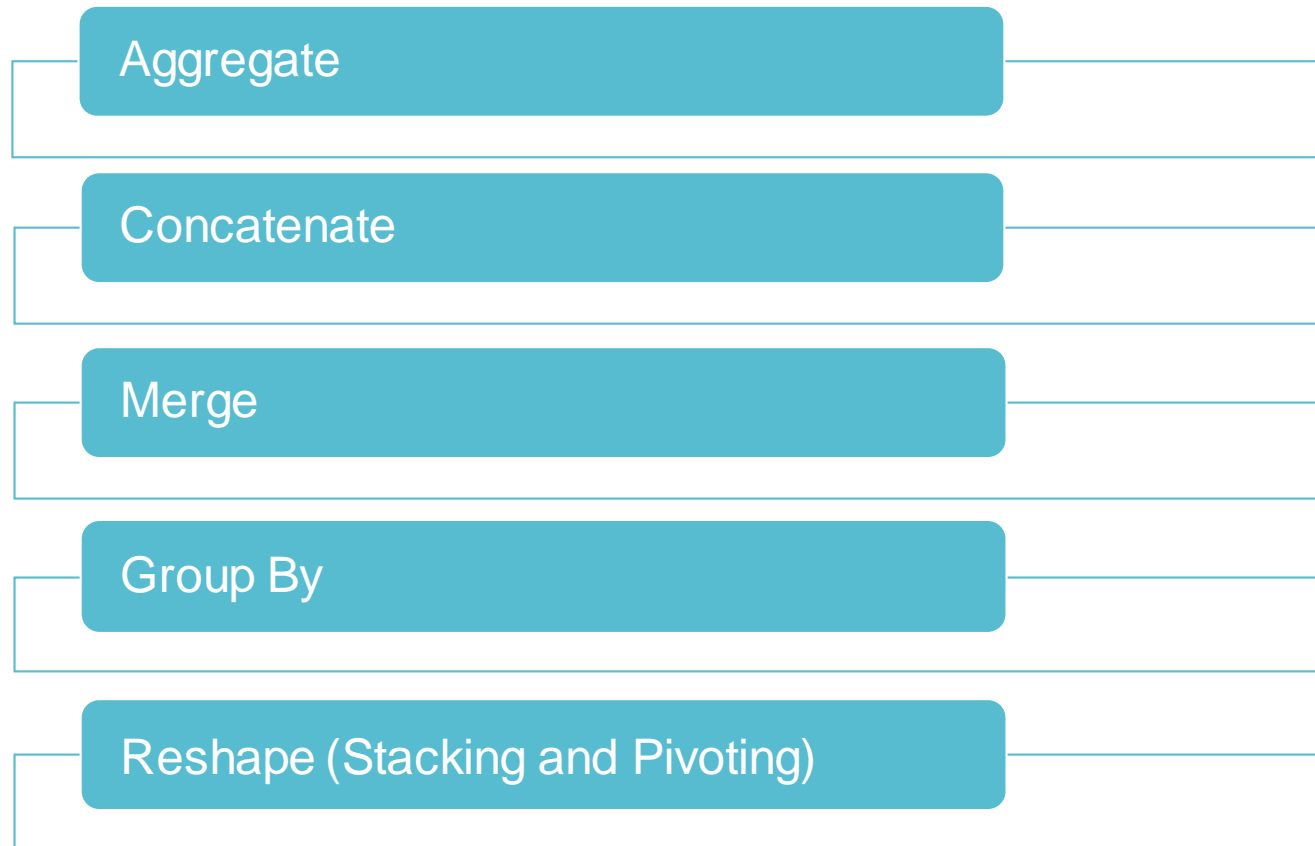 Aggregate
Concatenate
Merge
Group By
Reshape (Stacking and Pivoting)